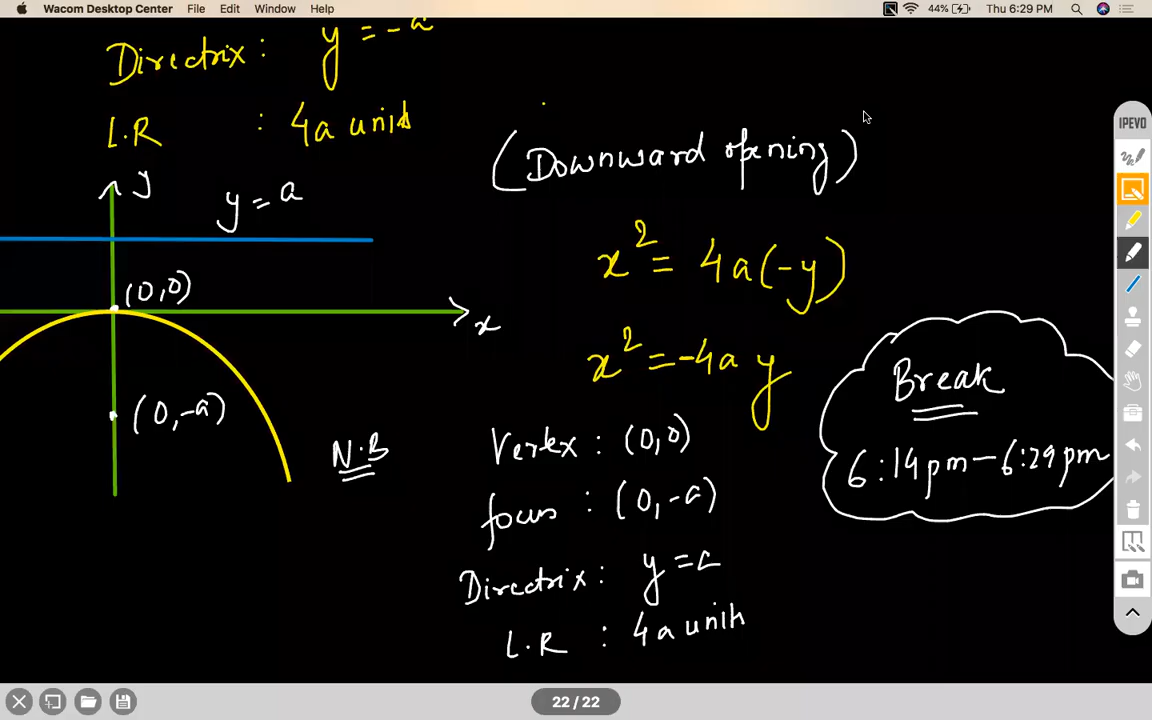 Wacom Desktop Center File Edit Window Help 44% Thu 6:29 PM
Directrix : y = -a
L.R : 4a units
y
y = a
(0,0)
x
(0,-a)
N.B
(Downward opening)
x² = 4a(-y)
x² = -4a y
Vertex : (0,0)
focus : (0,-a)
Directrix : y = c
L.R : 4a units
Break
6:14pm – 6:29pm
IPEVO
22 / 22